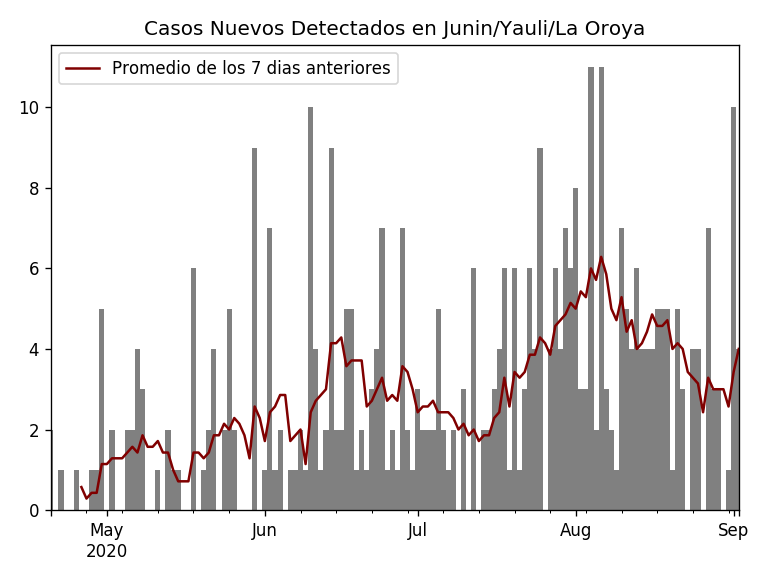 Casos Nuevos Detectados en Junin/Yauli/La Oroya
Promedio de los 7 dias anteriores
10
8
6
4
2
0
May
2020
Jun
Jul
Aug
Sep